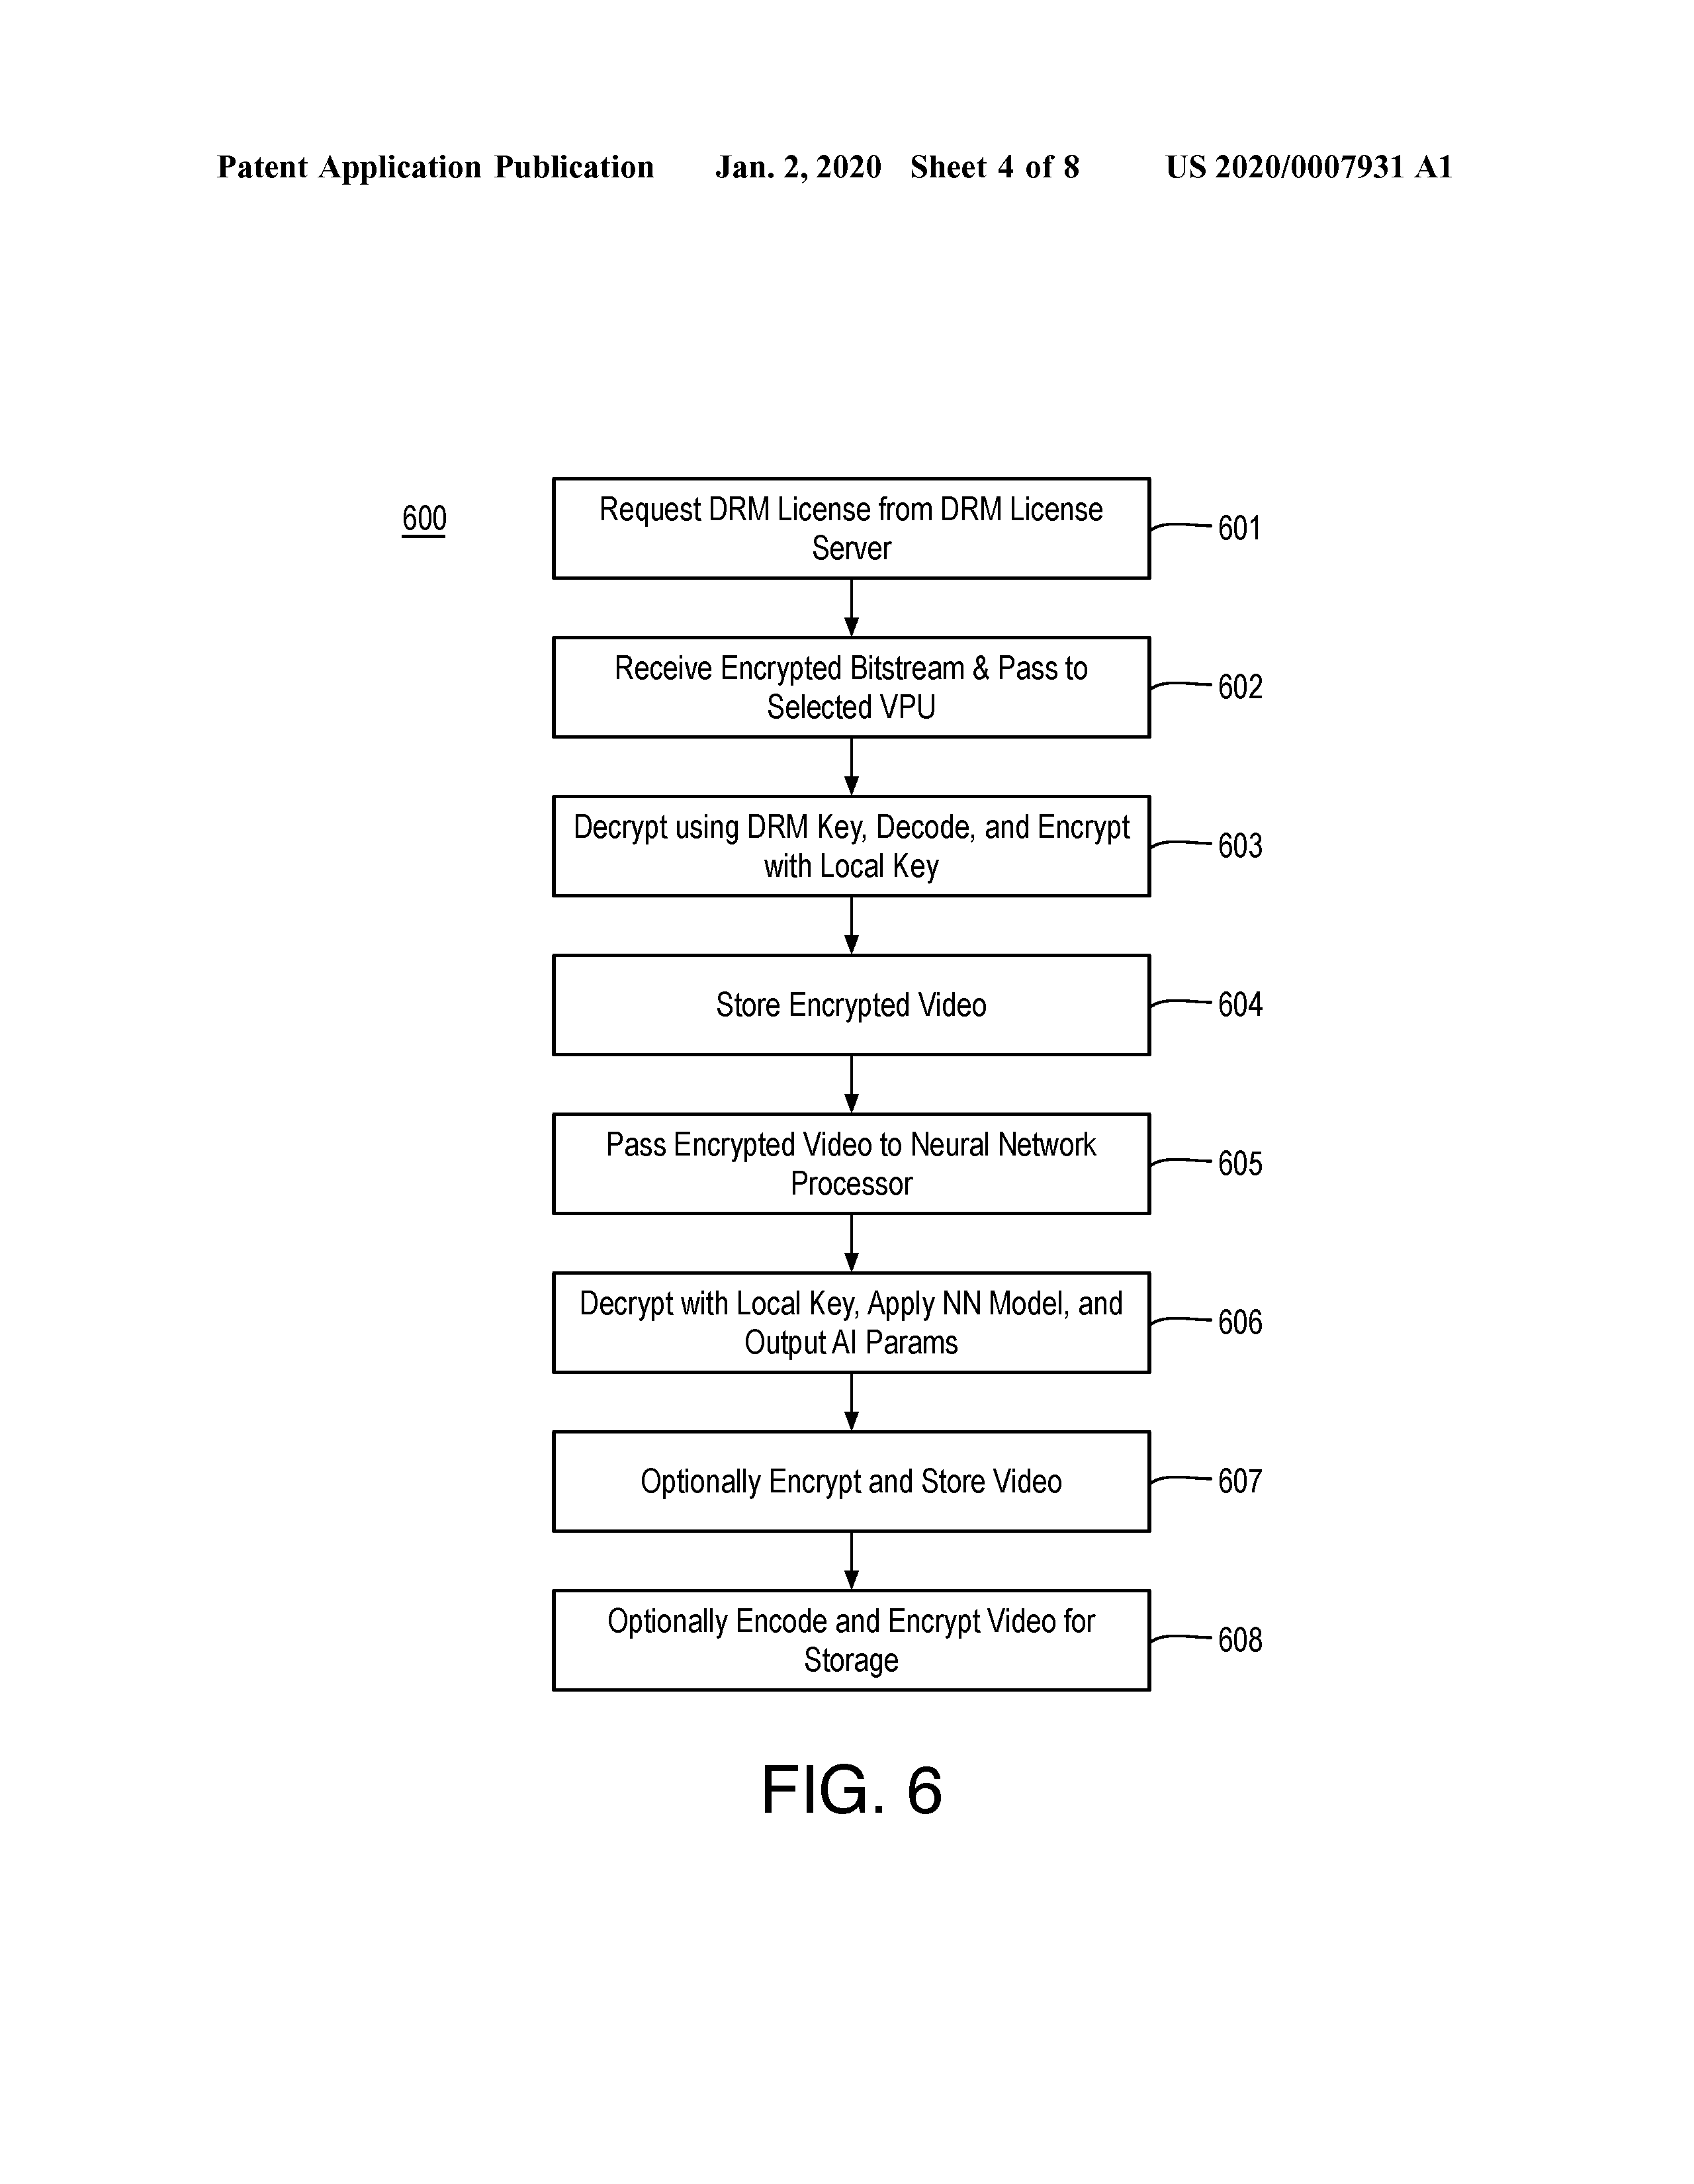 Patent Application Publication Jan. 2, 2020 Sheet 4 of 8 US 2020/0007931 A1
600
Request DRM License from DRM License
Server
601
Receive Encrypted Bitstream & Pass to
Selected VPU
602
Decrypt using DRM Key, Decode, and Encrypt
with Local Key
603
Store Encrypted Video
604
Pass Encrypted Video to Neural Network
Processor
605
Decrypt with Local Key, Apply NN Model, and
Output AI Params
606
Optionally Encrypt and Store Video
607
Optionally Encode and Encrypt Video for
Storage
608
FIG. 6